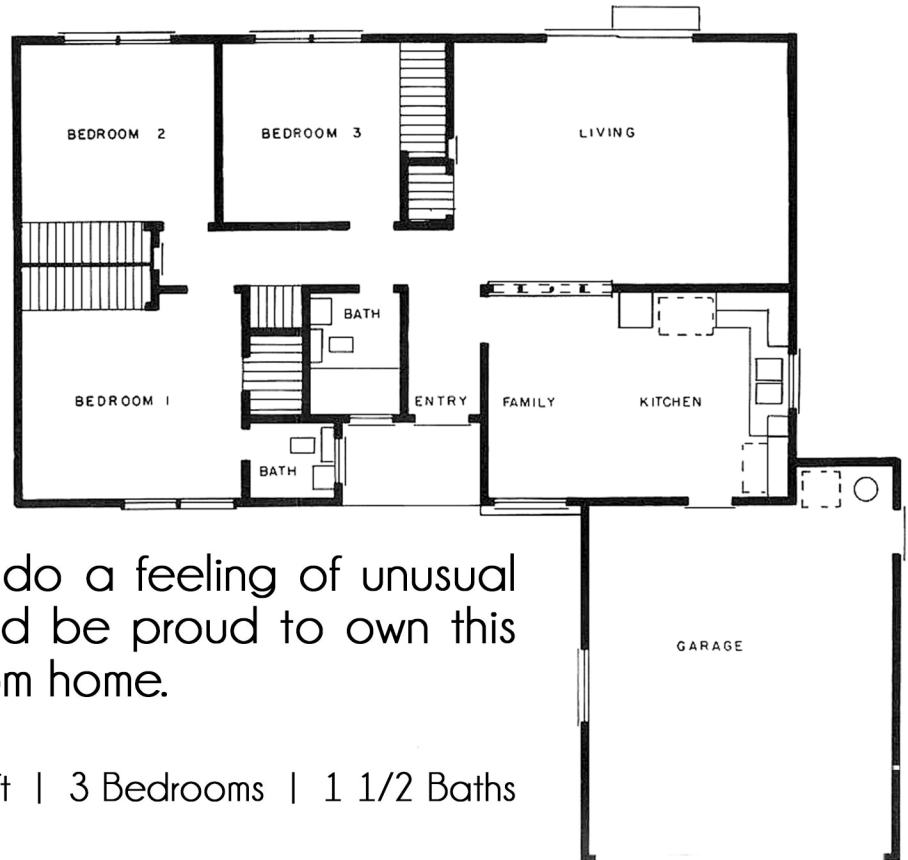 BEDROOM 2
BEDROOM 3
LIVING
BATH
BEDROOM 1
ENTRY
FAMILY
KITCHEN
BATH
GARAGE
do a feeling of unusual
be proud to own this
home.
| 3 Bedrooms | 1 1/2 Baths